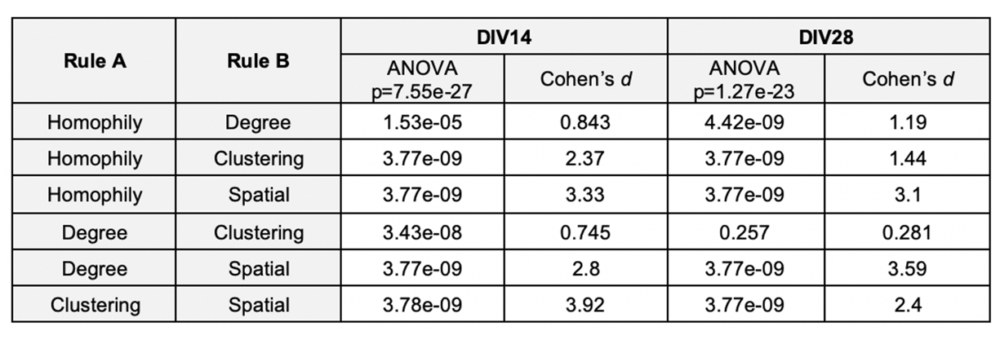 Rule A Rule B DIV14 DIV28
ANOVA p=7.55e-27 Cohen's d ANOVA p=1.27e-23 Cohen's d
Homophily Degree 1.53e-05 0.843 4.42e-09 1.19
Homophily Clustering 3.77e-09 2.37 3.77e-09 1.44
Homophily Spatial 3.77e-09 3.33 3.77e-09 3.1
Degree Clustering 3.43e-08 0.745 0.257 0.281
Degree Spatial 3.77e-09 2.8 3.77e-09 3.59
Clustering Spatial 3.78e-09 3.92 3.77e-09 2.4